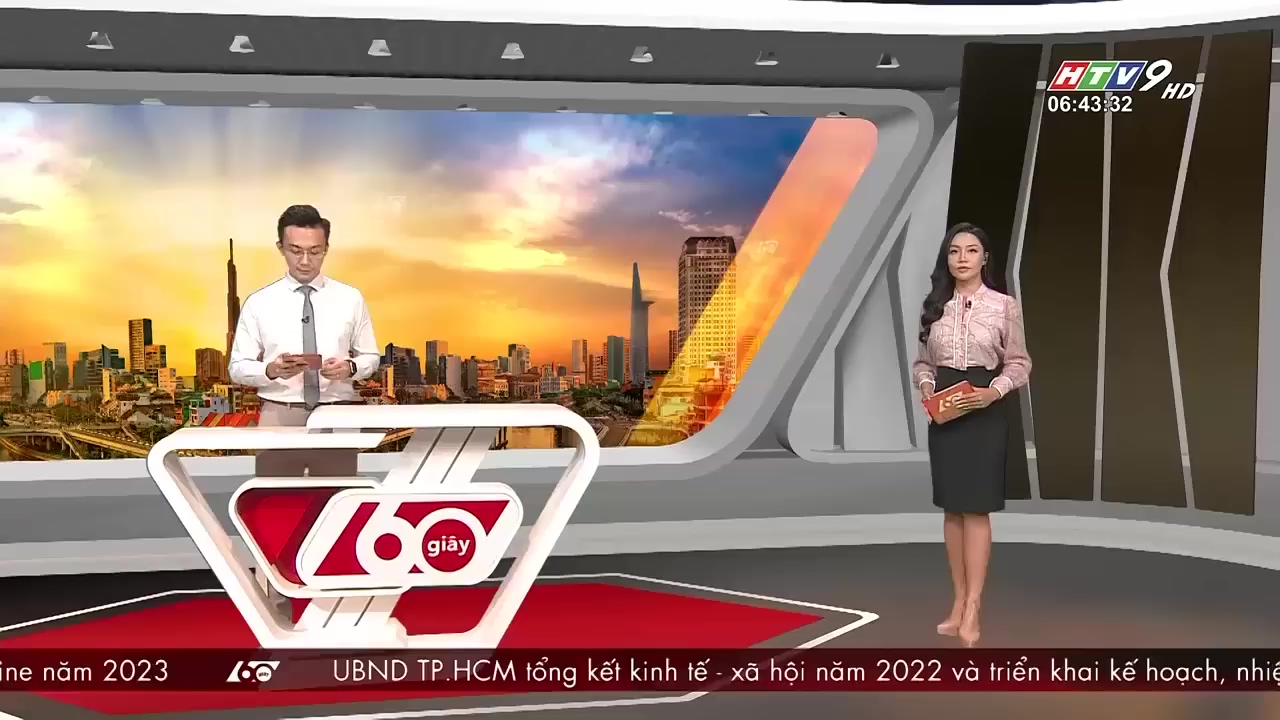 HTV9 HD
06:43:32
60 giây
ine năm 2023
60 giây
UBND TP.HCM tổng kết kinh tế - xã hội năm 2022 và triển khai kế hoạch, nhiệ